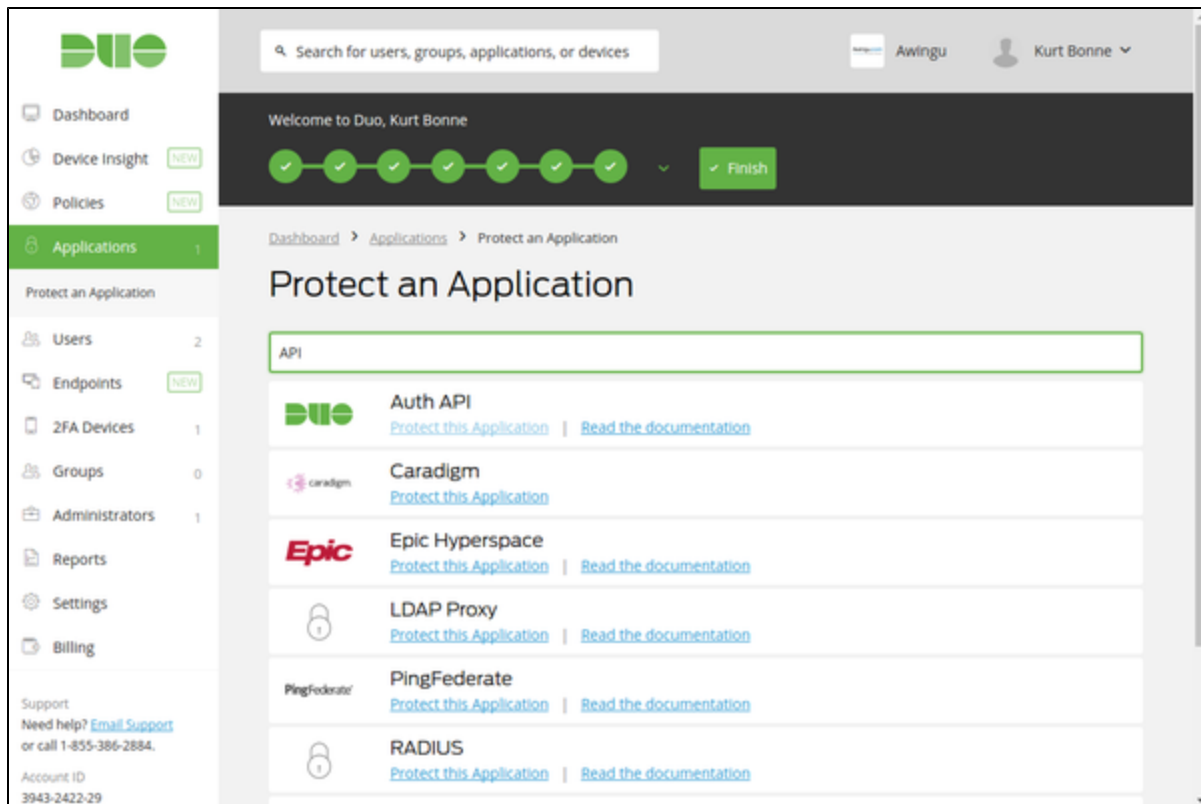 DUO
Search for users, groups, applications, or devices
Awingu
Kurt Bonne
Dashboard
Device Insight NEW
Policies NEW
Applications 1
Protect an Application
Users 2
Endpoints NEW
2FA Devices 1
Groups 0
Administrators 1
Reports
Settings
Billing
Support
Need help? Email Support
or call 1-855-386-2884.
Account ID
3943-2422-29
Welcome to Duo, Kurt Bonne
Finish
Dashboard > Applications > Protect an Application
Protect an Application
API
DUO
Auth API
Protect this Application | Read the documentation
caradigm
Caradigm
Protect this Application
Epic
Epic Hyperspace
Protect this Application | Read the documentation
LDAP Proxy
Protect this Application | Read the documentation
PingFederate
PingFederate
Protect this Application | Read the documentation
RADIUS
Protect this Application | Read the documentation